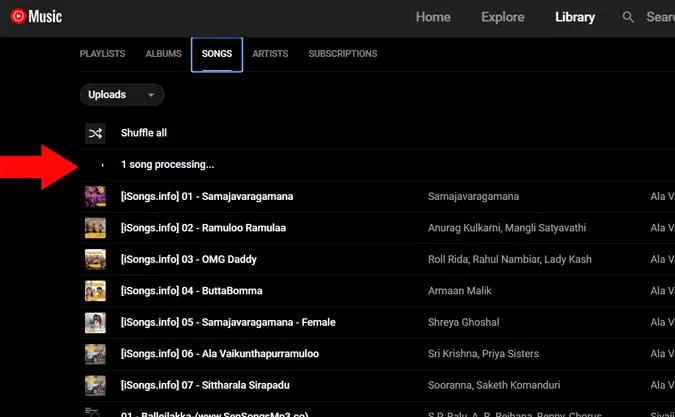 Music Home Explore Library Sear
PLAYLISTS ALBUMS SONGS ARTISTS SUBSCRIPTIONS
Uploads
Shuffle all
1 song processing...
[iSongs.info] 01 - Samajavaragamana Samajavaragamana Ala V
[iSongs.info] 02 - Ramuloo Ramulaa Anurag Kulkarni, Mangli Satyavathi Ala V
[iSongs.info] 03 - OMG Daddy Roll Rida, Rahul Nambiar, Lady Kash Ala V
[iSongs.info] 04 - ButtaBomma Armaan Malik Ala V
[iSongs.info] 05 - Samajavaragamana - Female Shreya Ghoshal Ala V
[iSongs.info] 06 - Ala Vaikunthapurramuloo Sri Krishna, Priya Sisters Ala V
[iSongs.info] 07 - Sittharala Sirapadu Sooranna, Saketh Komanduri Ala V
01 - Balleilakka-(www.SenSongsMp3.co) S.P. Balu, A. R. Reihana, Benny, Chorus